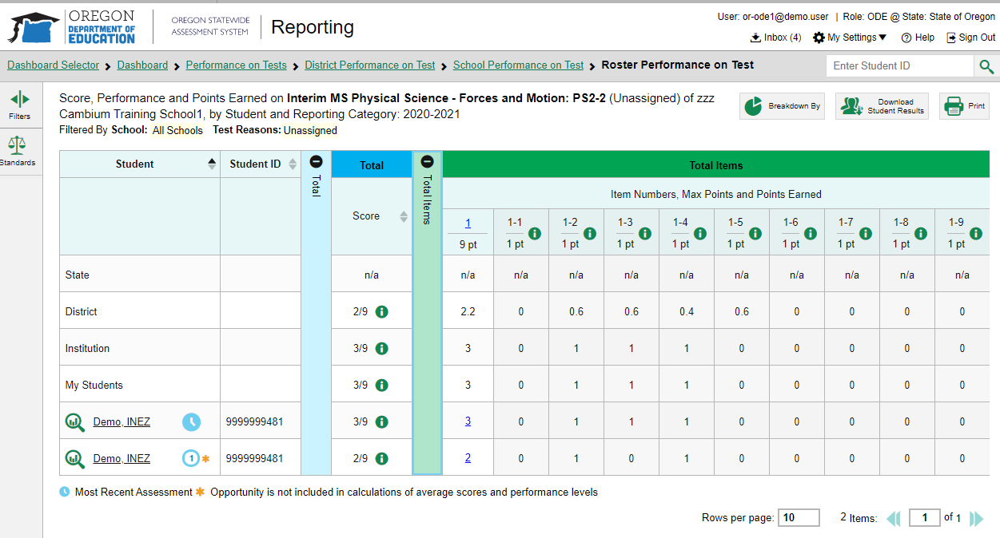 OREGON
DEPARTMENT OF
EDUCATION
OREGON STATEWIDE
ASSESSMENT SYSTEM
Reporting
User: or-ode1@demo.user | Role: ODE @ State: State of Oregon
Inbox (4) My Settings Help Sign Out
Dashboard Selector Dashboard Performance on Tests District Performance on Test School Performance on Test Roster Performance on Test Enter Student ID
Filters
Standards
Score, Performance and Points Earned on Interim MS Physical Science - Forces and Motion: PS2-2 (Unassigned) of zzz
Cambium Training School1, by Student and Reporting Category: 2020-2021
Filtered By School: All Schools Test Reasons: Unassigned
Breakdown By
Download
Student Results
Print
Student Student ID Total Total Total Items Total Items
Item Numbers, Max Points and Points Earned
Score
1 1-1 1-2 1-3 1-4 1-5 1-6 1-7 1-8 1-9
9 pt 1 pt 1 pt 1 pt 1 pt 1 pt 1 pt 1 pt 1 pt 1 pt
State n/a n/a n/a n/a n/a n/a n/a n/a n/a n/a n/a
District 2/9 2.2 0 0.6 0.6 0.4 0.6 0 0 0 0
Institution 3/9 3 0 1 1 1 0 0 0 0 0
My Students 3/9 3 0 1 1 1 0 0 0 0 0
Demo, INEZ 9999999481 3/9 3 0 1 1 1 0 0 0 0 0
Demo, INEZ 1 * 9999999481 2/9 2 0 1 0 1 0 0 0 0 0
Most Recent Assessment * Opportunity is not included in calculations of average scores and performance levels
Rows per page: 10 2 Items: 1 of 1